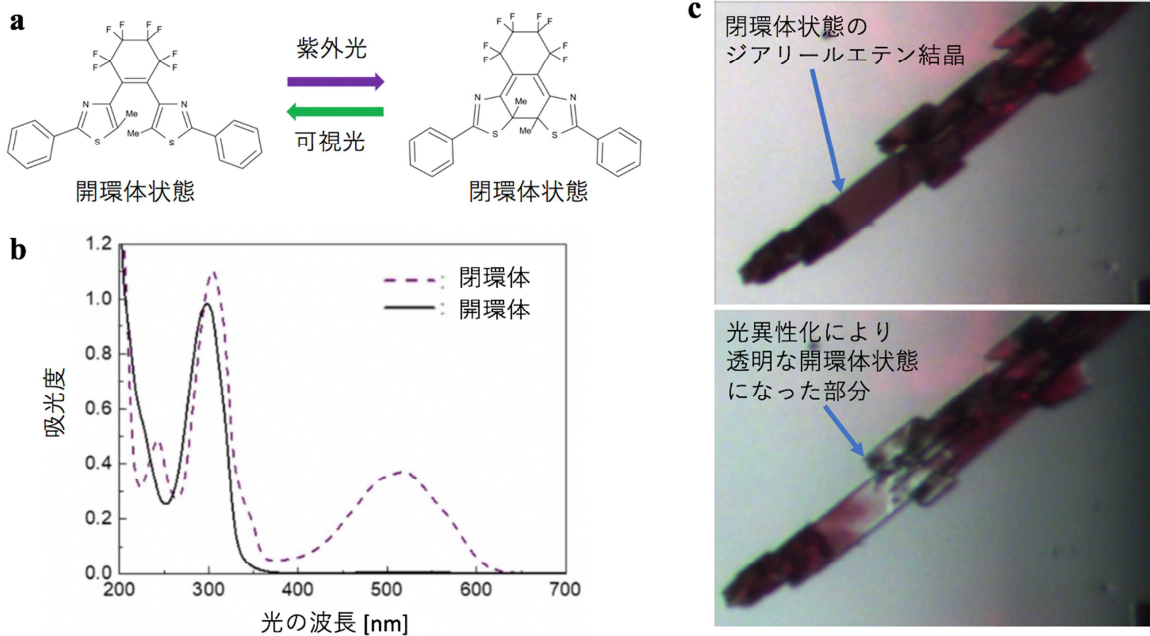 a
F F F F
F F
F F
N N
Me
Me
S S
開環体状態
紫外光
可視光
F F F F
F F
F F
N N
Me
Me
S S
閉環体状態
b
吸光度
1.2
1.0
0.8
0.6
0.4
0.2
0.0
200 300 400 500 600 700
光の波長 [nm]
: 閉環体
: 開環体
c
閉環体状態の
ジアリールエテン結晶
光異性化により
透明な開環体状態
になった部分